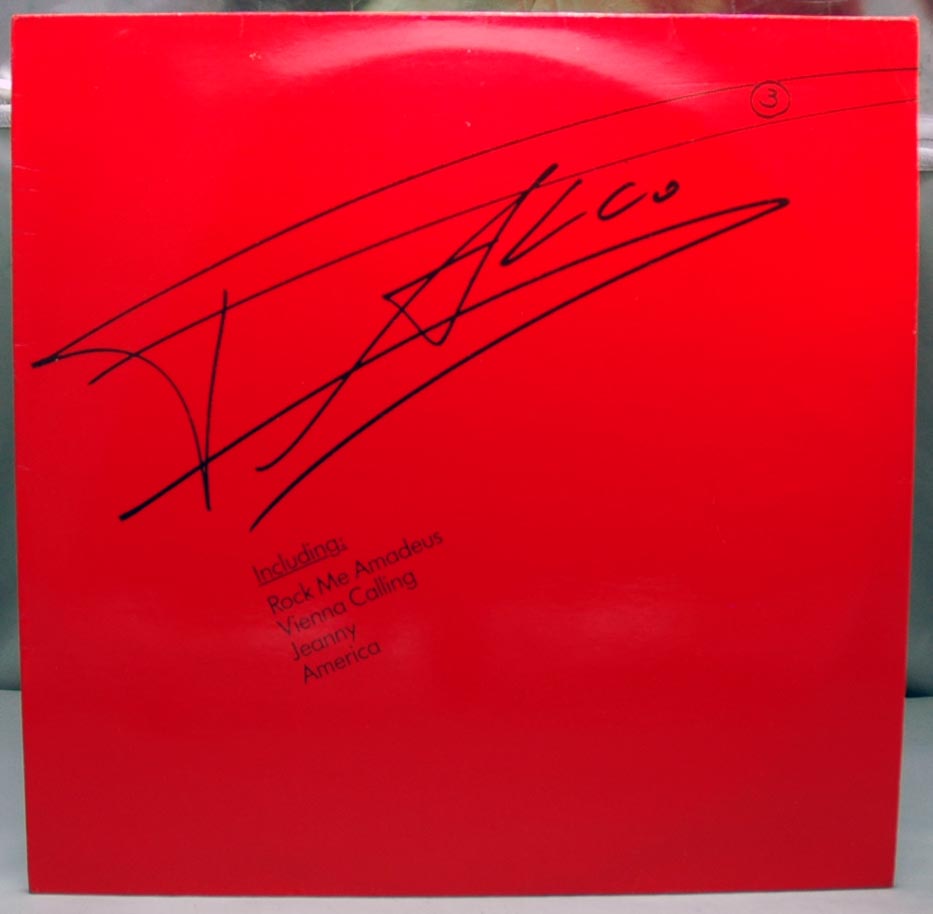 3
Falco
Including:
Rock Me Amadeus
Vienna Calling
Jeanny
America